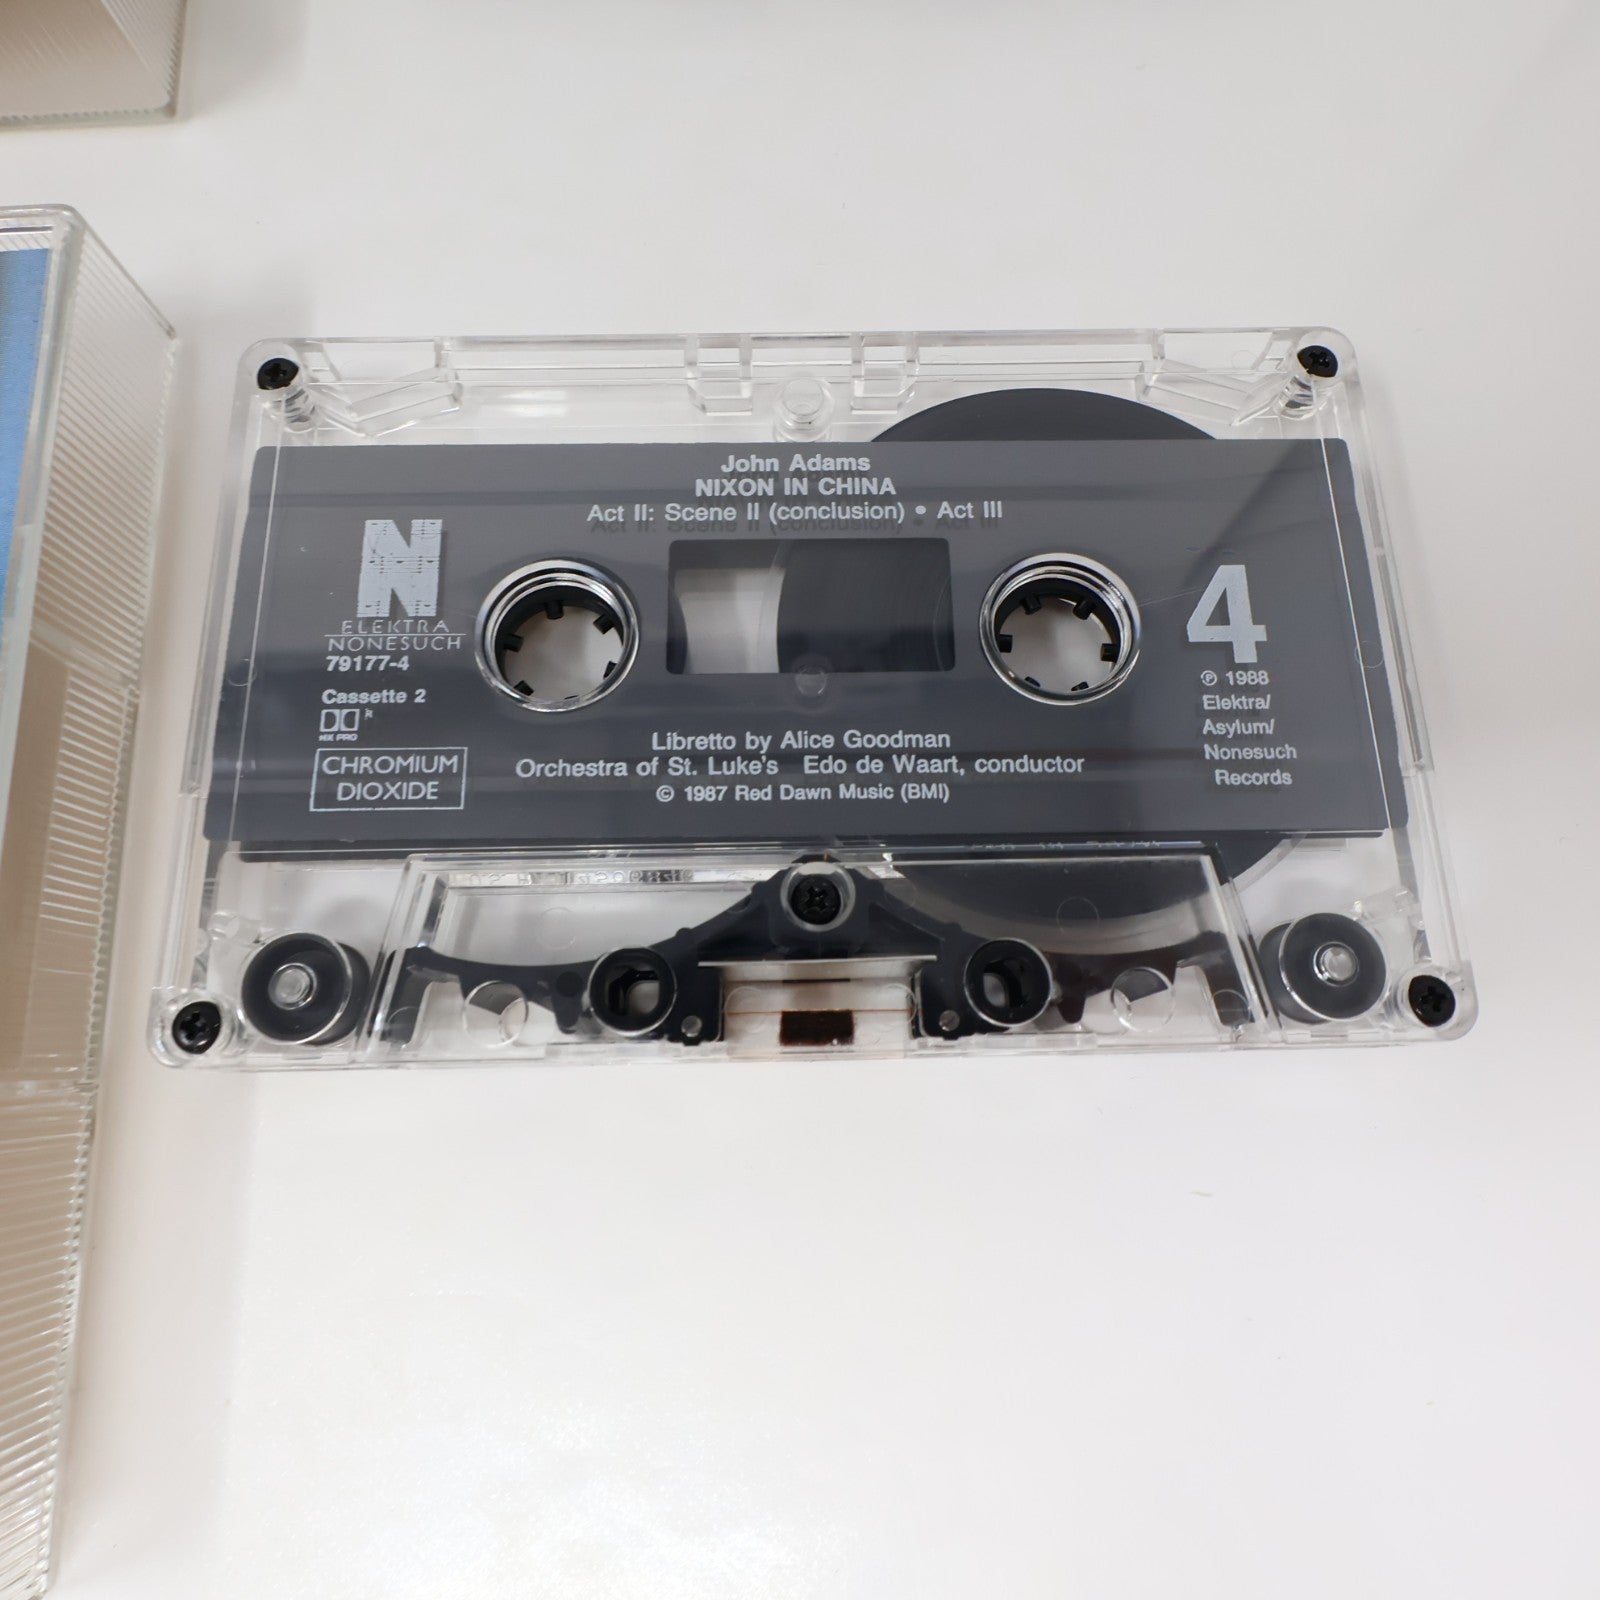 John Adams
NIXON IN CHINA
Act II: Scene II (conclusion) • Act III
N
ELEKTRA
NONESUCH
79177-4
Cassette 2
HX PRO
CHROMIUM
DIOXIDE
4
℗ 1988
Elektra/
Asylum/
Nonesuch
Records
Libretto by Alice Goodman
Orchestra of St. Luke's Edo de Waart, conductor
© 1987 Red Dawn Music (BMI)